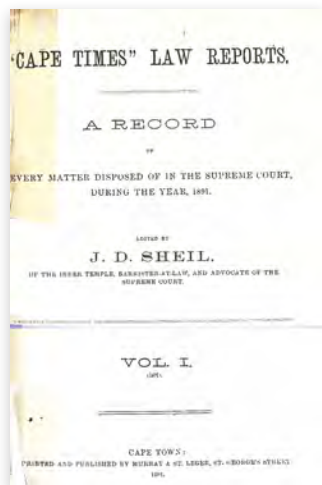 "CAPE TIMES" LAW REPORTS.
A RECORD
OF
EVERY MATTER DISPOSED OF IN THE SUPREME COURT,
DURING THE YEAR, 1891.
EDITED BY
J. D. SHEIL,
OF THE INNER TEMPLE, BARRISTER-AT-LAW, AND ADVOCATE OF THE
SUPREME COURT.
VOL. I.
CAPE TOWN:
PRINTED AND PUBLISHED BY MURRAY & ST. LEGER, ST. GEORGE'S STREET